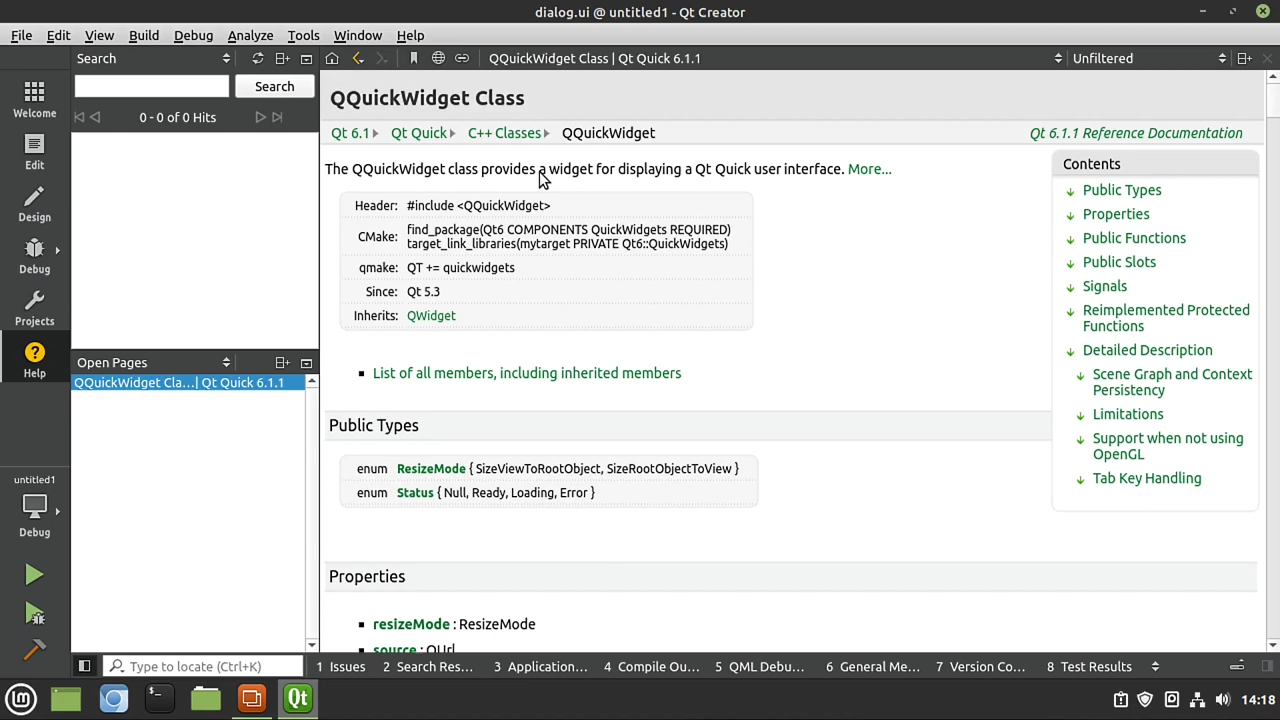 dialog.ui @ untitled1 - Qt Creator
File Edit View Build Debug Analyze Tools Window Help
Search
QQuickWidget Class | Qt Quick 6.1.1
Unfiltered
Search
0 - 0 of 0 Hits
Welcome
Edit
Design
Debug
Projects
Help
Open Pages
QQuickWidget Cla...| Qt Quick 6.1.1
untitled1
Debug
QQuickWidget Class
Qt 6.1 Qt Quick C++ Classes QQuickWidget
Qt 6.1.1 Reference Documentation
The QQuickWidget class provides a widget for displaying a Qt Quick user interface. More...
Header: #include <QQuickWidget>
CMake: find_package(Qt6 COMPONENTS QuickWidgets REQUIRED)
target_link_libraries(mytarget PRIVATE Qt6::QuickWidgets)
qmake: QT += quickwidgets
Since: Qt 5.3
Inherits: QWidget
List of all members, including inherited members
Public Types
enum ResizeMode { SizeViewToRootObject, SizeRootObjectToView }
enum Status { Null, Ready, Loading, Error }
Properties
resizeMode : ResizeMode
source : QUrl
Contents
Public Types
Properties
Public Functions
Public Slots
Signals
Reimplemented Protected
Functions
Detailed Description
Scene Graph and Context
Persistency
Limitations
Support when not using
OpenGL
Tab Key Handling
Type to locate (Ctrl+K)
1 Issues 2 Search Res... 3 Application... 4 Compile Ou... 5 QML Debu... 6 General Me... 7 Version Co... 8 Test Results
14:18